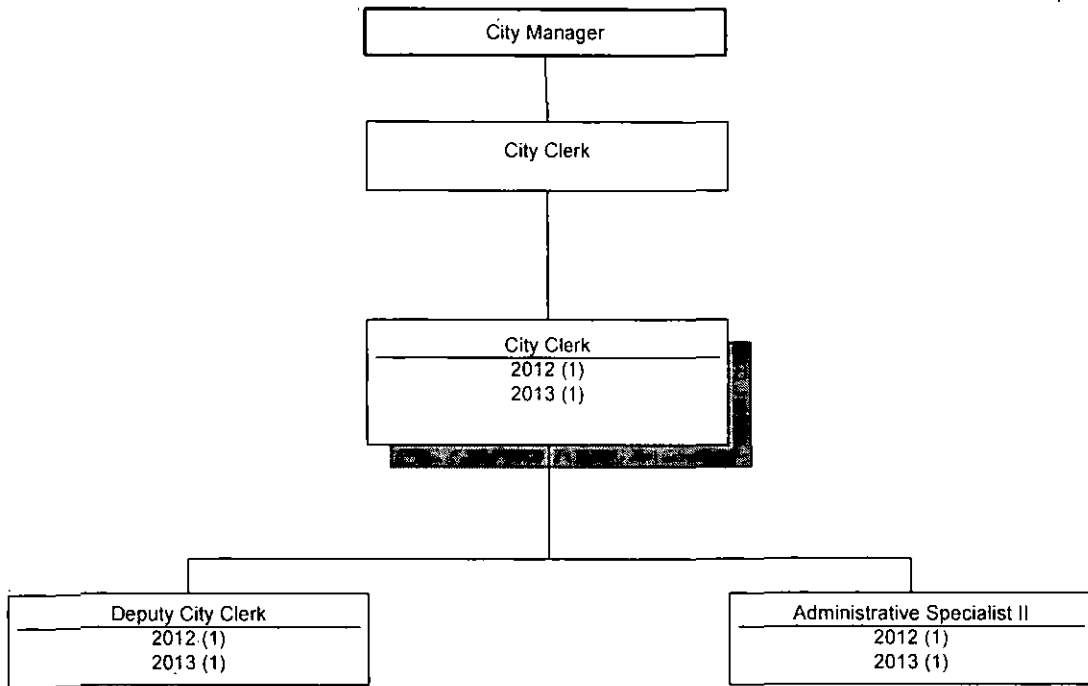 City Manager
City Clerk
City Clerk
2012 (1)
2013 (1)
Deputy City Clerk
2012 (1)
2013 (1)
Administrative Specialist II
2012 (1)
2013 (1)